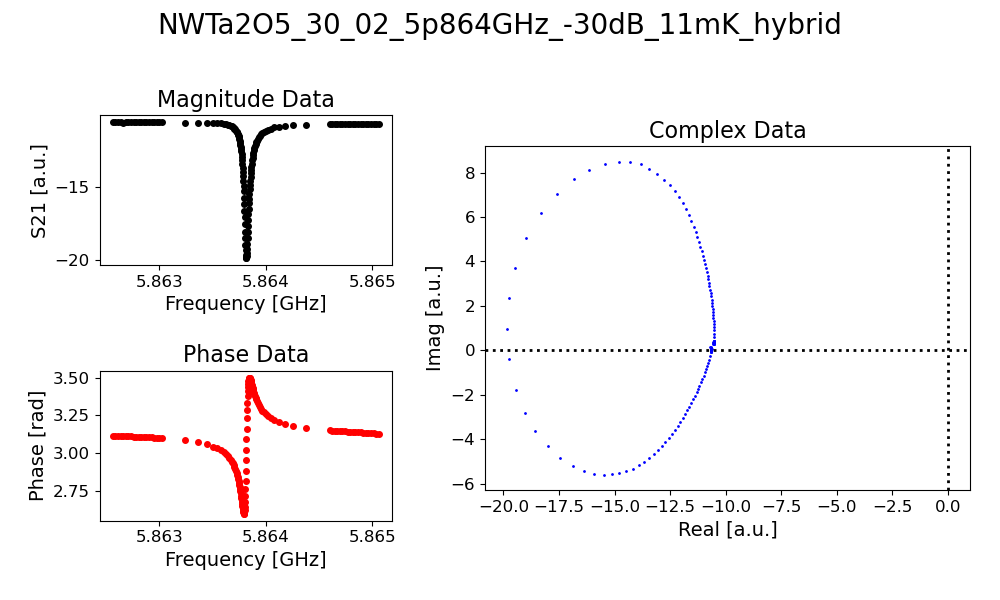 NWTa2O5_30_02_5p864GHz_-30dB_11mK_hybrid
Magnitude Data
S21 [a.u.]
−15
−20
5.863 5.864 5.865
Frequency [GHz]
Phase Data
Phase [rad]
3.50
3.25
3.00
2.75
5.863 5.864 5.865
Frequency [GHz]
Complex Data
Imag [a.u.]
8
6
4
2
0
−2
−4
−6
−20.0 −17.5 −15.0 −12.5 −10.0 −7.5 −5.0 −2.5 0.0
Real [a.u.]